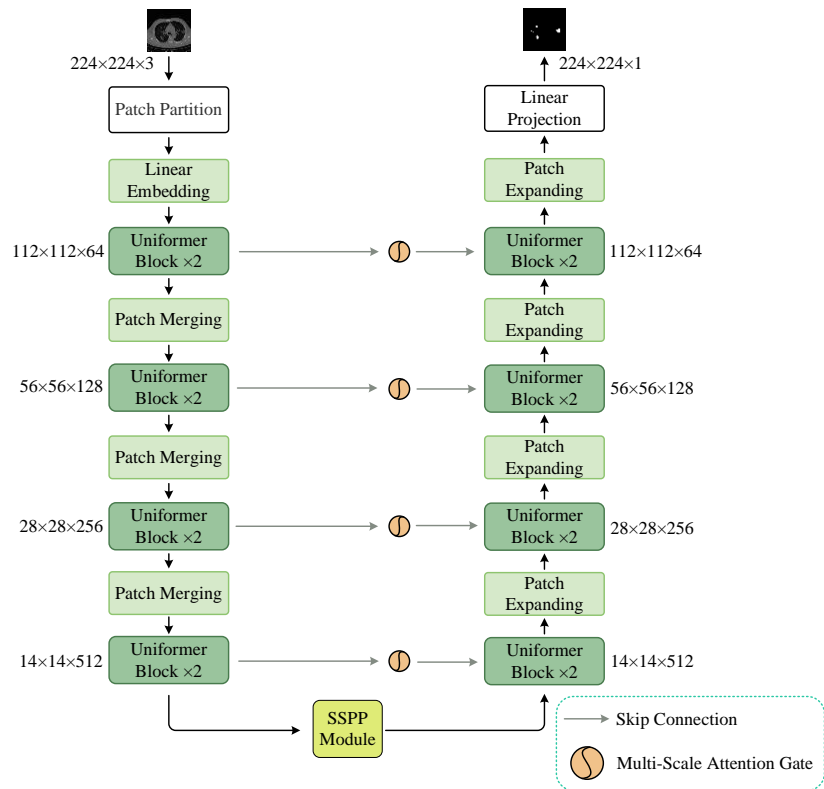 224×224×3
Patch Partition
Linear
Embedding
112×112×64
Uniformer
Block ×2
Patch Merging
56×56×128
Uniformer
Block ×2
Patch Merging
28×28×256
Uniformer
Block ×2
Patch Merging
14×14×512
Uniformer
Block ×2
SSPP
Module
224×224×1
Linear
Projection
Patch
Expanding
Uniformer
Block ×2
112×112×64
Patch
Expanding
Uniformer
Block ×2
56×56×128
Patch
Expanding
Uniformer
Block ×2
28×28×256
Patch
Expanding
Uniformer
Block ×2
14×14×512
Skip Connection
Multi-Scale Attention Gate